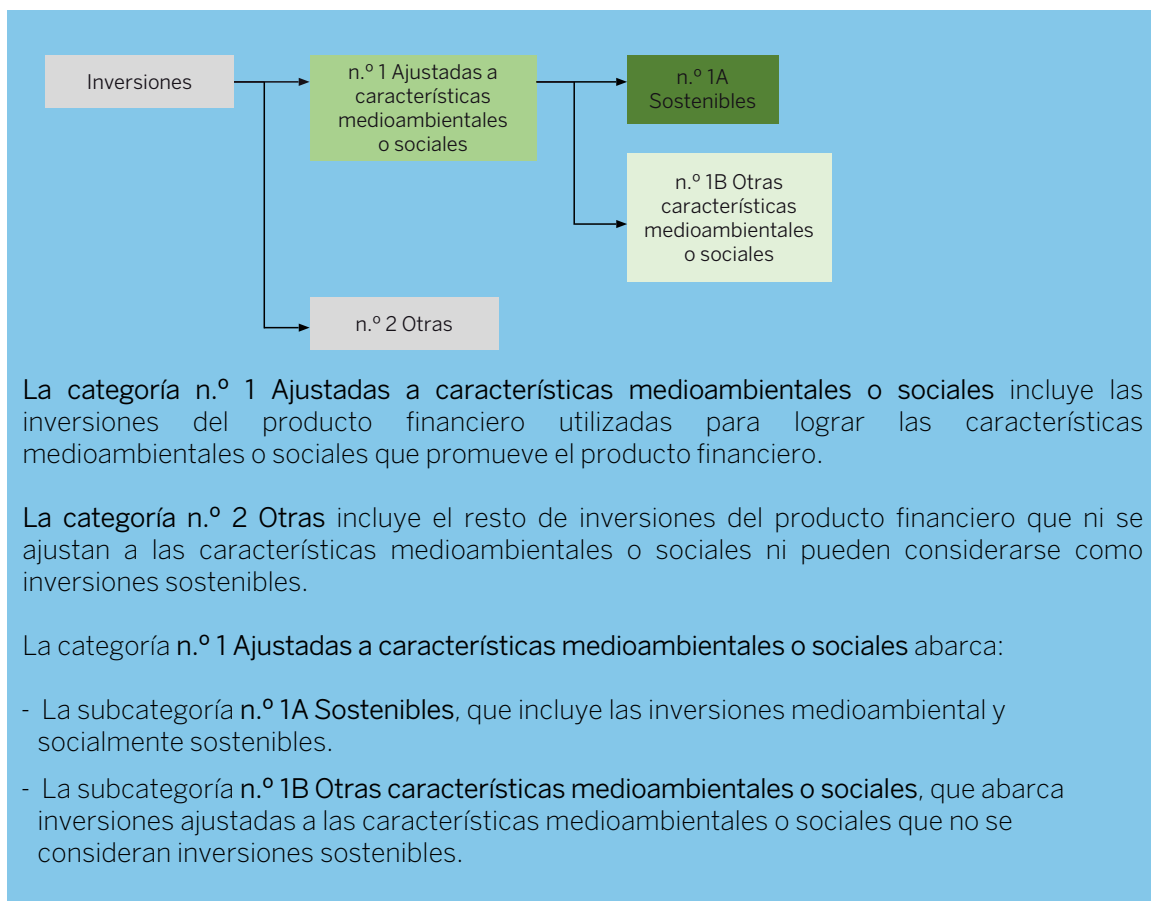 Inversiones
n.º 1 Ajustadas a
características
medioambientales
o sociales
n.º 1A
Sostenibles
n.º 1B Otras
características
medioambientales
o sociales
n.º 2 Otras
La categoría n.º 1 Ajustadas a características medioambientales o sociales incluye las
inversiones del producto financiero utilizadas para lograr las características
medioambientales o sociales que promueve el producto financiero.
La categoría n.º 2 Otras incluye el resto de inversiones del producto financiero que ni se
ajustan a las características medioambientales o sociales ni pueden considerarse como
inversiones sostenibles.
La categoría n.º 1 Ajustadas a características medioambientales o sociales abarca:
- La subcategoría n.º 1A Sostenibles, que incluye las inversiones medioambiental y
socialmente sostenibles.
- La subcategoría n.º 1B Otras características medioambientales o sociales, que abarca
inversiones ajustadas a las características medioambientales o sociales que no se
consideran inversiones sostenibles.